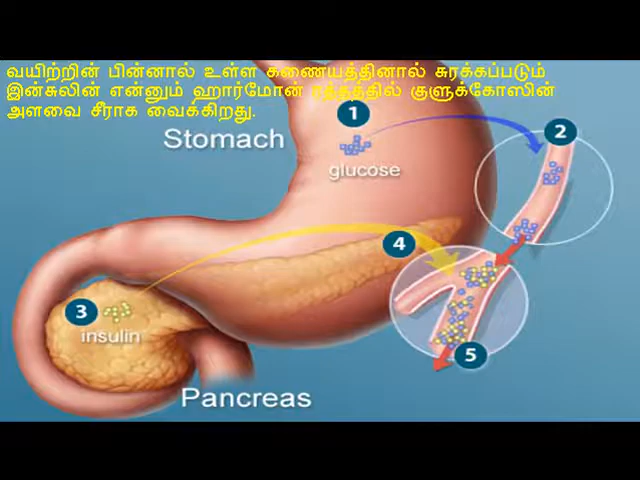 வயிற்றின் பின்னால் உள்ள கணையத்தினால் சுரக்கப்படும்
இன்சுலின் என்னும் ஹார்மோன் ரத்தத்தில் குளுக்கோஸின்
அளவை சீராக வைக்கிறது.
1
Stomach
2
glucose
4
3
insulin
5
Pancreas